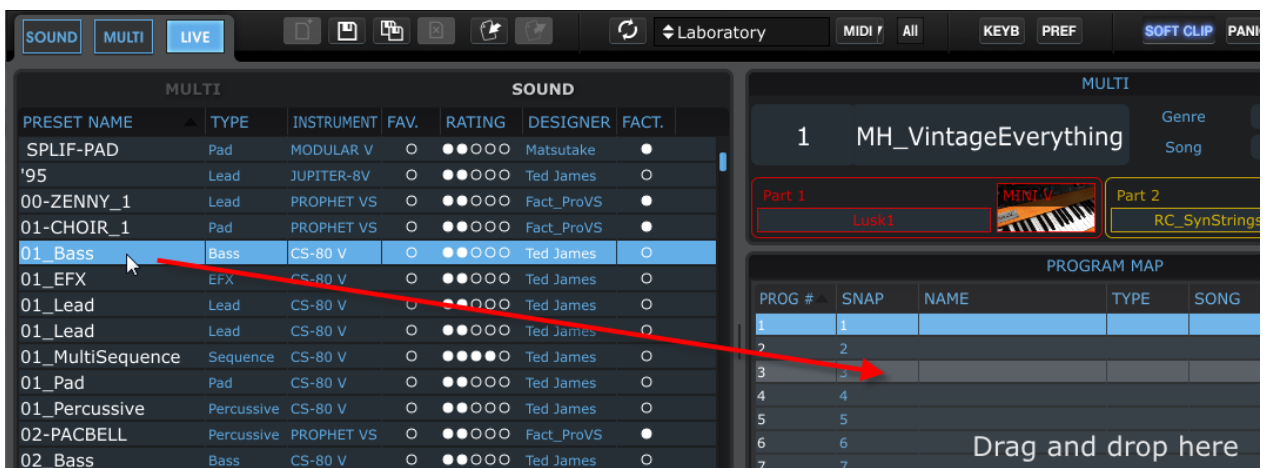 SOUND MULTI LIVE Laboratory MIDI All KEYB PREF SOFT CLIP PANI
MULTI SOUND
PRESET NAME TYPE INSTRUMENT FAV. RATING DESIGNER FACT.
SPLIF-PAD Pad MODULAR V Matsutake
'95 Lead JUPITER-8V Ted James
00-ZENNY_1 Lead PROPHET VS Fact_ProVS
01-CHOIR_1 Pad PROPHET VS Fact_ProVS
01_Bass Bass CS-80 V Ted James
01_EFX EFX CS-80 V Ted James
01_Lead Lead CS-80 V Ted James
01_Lead Lead CS-80 V Ted James
01_MultiSequence Sequence CS-80 V Ted James
01_Pad Pad CS-80 V Ted James
01_Percussive Percussive CS-80 V Ted James
02-PACBELL Percussive PROPHET VS Fact_ProVS
02_Bass Bass CS-80 V Ted James
MULTI
1 MH_VintageEverything
Genre
Song
Part 1 MINI V
Lusk1
Part 2
RC_SynStrings
PROGRAM MAP
PROG # SNAP NAME TYPE SONG
1 1
2 2
3 3
4 4
5 5
6 6
7 7
Drag and drop here